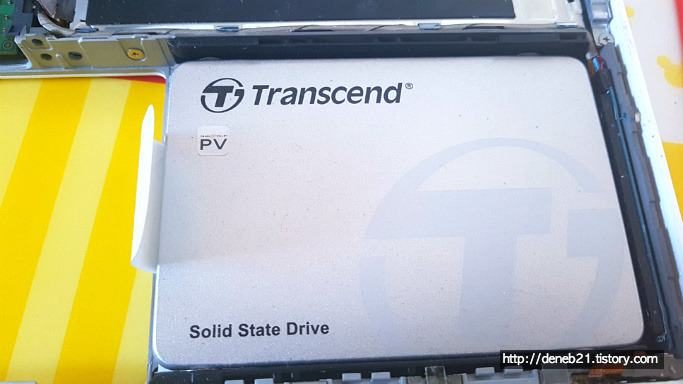 Transcend®
PV
Solid State Drive
http://deneb21.tistory.com